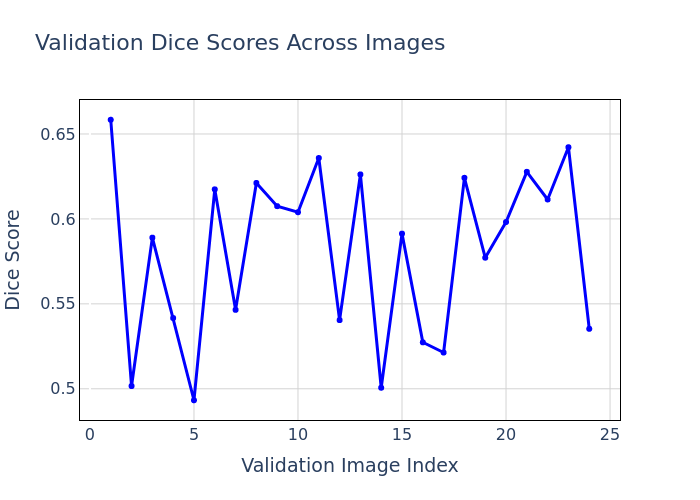 Validation Dice Scores Across Images
Dice Score
0.65
0.6
0.55
0.5
0 5 10 15 20 25
Validation Image Index